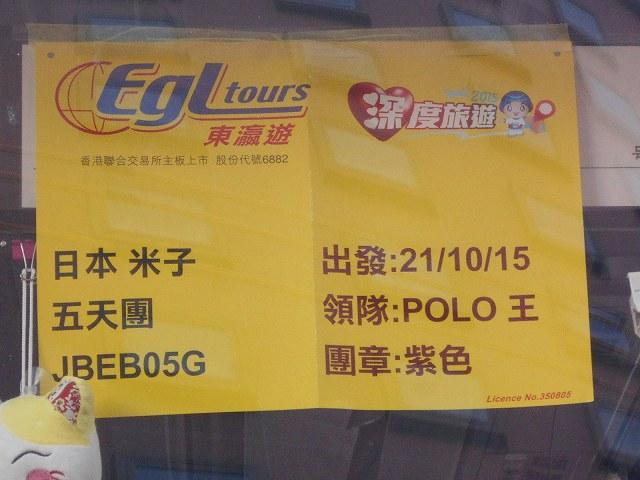 EGL tours
東瀛遊
香港聯合交易所主板上市 股份代號6882
2015
深度旅遊
日本 米子
五天團
JBEB05G
出發:21/10/15
領隊:POLO 王
團章:紫色
Licence No.350805